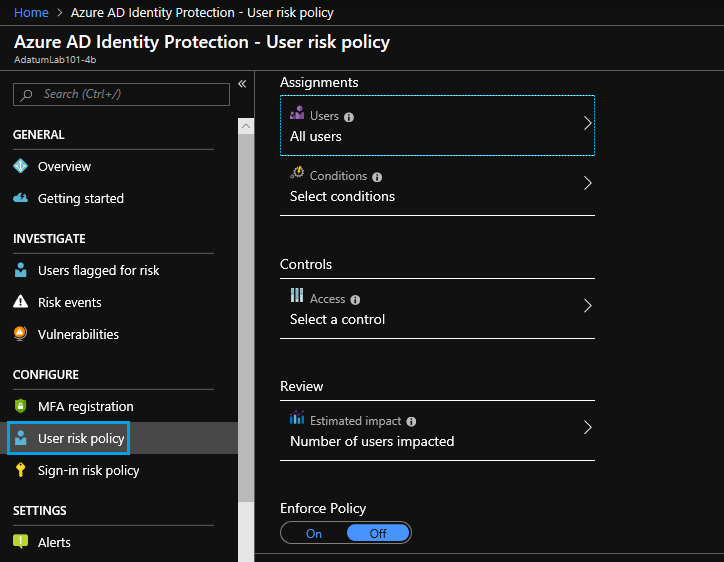 Home > Azure AD Identity Protection - User risk policy
Azure AD Identity Protection - User risk policy
AdatumLab101-4b
Search (Ctrl+/)
GENERAL
Overview
Getting started
INVESTIGATE
Users flagged for risk
Risk events
Vulnerabilities
CONFIGURE
MFA registration
User risk policy
Sign-in risk policy
SETTINGS
Alerts
Assignments
Users
All users
Conditions
Select conditions
Controls
Access
Select a control
Review
Estimated impact
Number of users impacted
Enforce Policy
On Off